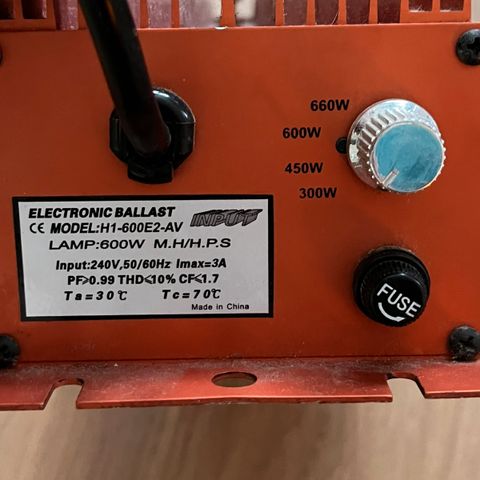 660W
600W
450W
300W
ELECTRONIC BALLAST INPUT
CE MODEL:H1-600E2-AV
LAMP:600W M.H/H.P.S
Input:240V,50/60Hz Imax=3A
PF>0.99 THD<10% CF<1.7
Ta=30℃ Tc=70℃
Made in China
FUSE